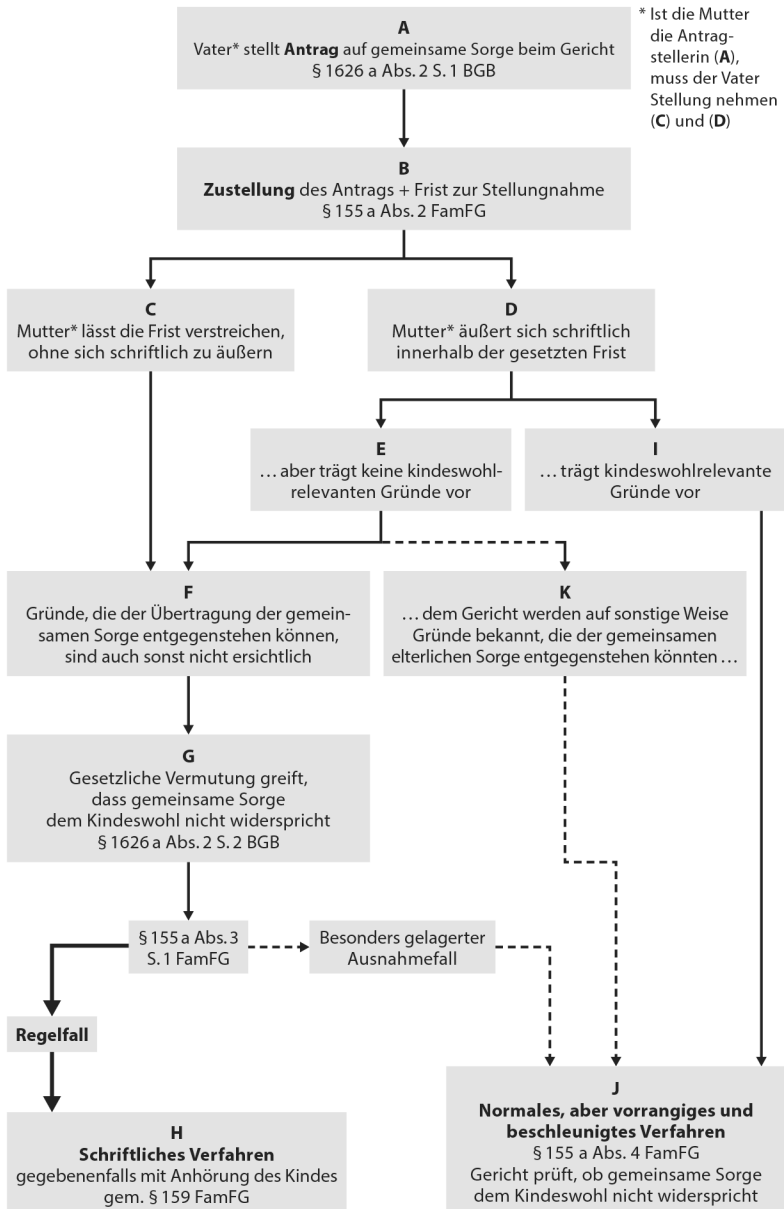 A
Vater* stellt Antrag auf gemeinsame Sorge beim Gericht
§ 1626 a Abs. 2 S. 1 BGB
* Ist die Mutter
die Antrag-
stellerin (A),
muss der Vater
Stellung nehmen
(C) und (D)
B
Zustellung des Antrags + Frist zur Stellungnahme
§ 155 a Abs. 2 FamFG
C
Mutter* lässt die Frist verstreichen,
ohne sich schriftlich zu äußern
D
Mutter* äußert sich schriftlich
innerhalb der gesetzten Frist
E
… aber trägt keine kindeswohl-
relevanten Gründe vor
I
… trägt kindeswohlrelevante
Gründe vor
F
Gründe, die der Übertragung der gemein-
samen Sorge entgegenstehen können,
sind auch sonst nicht ersichtlich
K
… dem Gericht werden auf sonstige Weise
Gründe bekannt, die der gemeinsamen
elterlichen Sorge entgegenstehen könnten …
G
Gesetzliche Vermutung greift,
dass gemeinsame Sorge
dem Kindeswohl nicht widerspricht
§ 1626 a Abs. 2 S. 2 BGB
§ 155 a Abs. 3
S. 1 FamFG
Besonders gelagerter
Ausnahmefall
Regelfall
H
Schriftliches Verfahren
gegebenenfalls mit Anhörung des Kindes
gem. § 159 FamFG
J
Normales, aber vorrangiges und
beschleunigtes Verfahren
§ 155 a Abs. 4 FamFG
Gericht prüft, ob gemeinsame Sorge
dem Kindeswohl nicht widerspricht